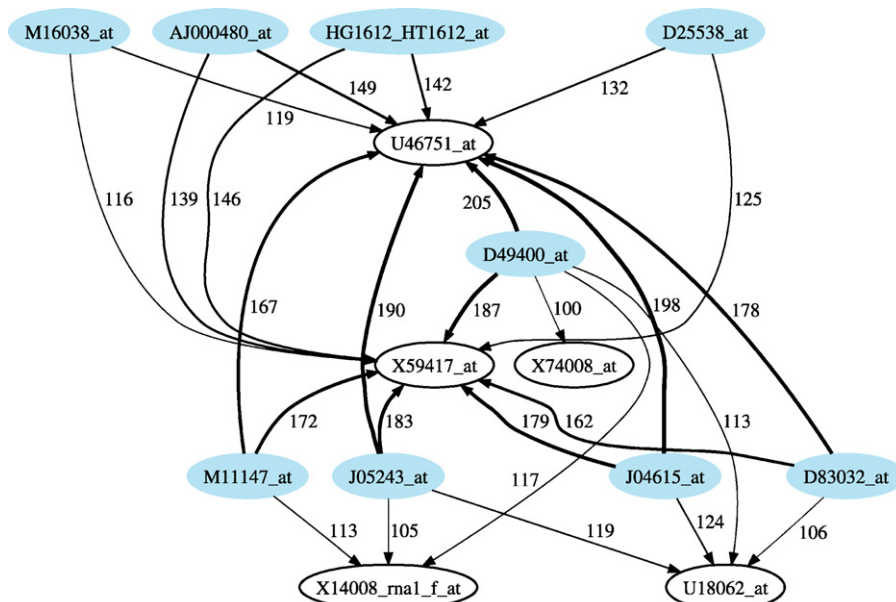 M16038_at AJ000480_at HG1612_HT1612_at D25538_at
149 142 132
119
U46751_at
116 139 146 205 125
D49400_at
167 190 187 100 198 178
X59417_at X74008_at
172 183 179 162 113
M11147_at J05243_at 117 J04615_at D83032_at
113 105 119 124 106
X14008_rna1_f_at U18062_at